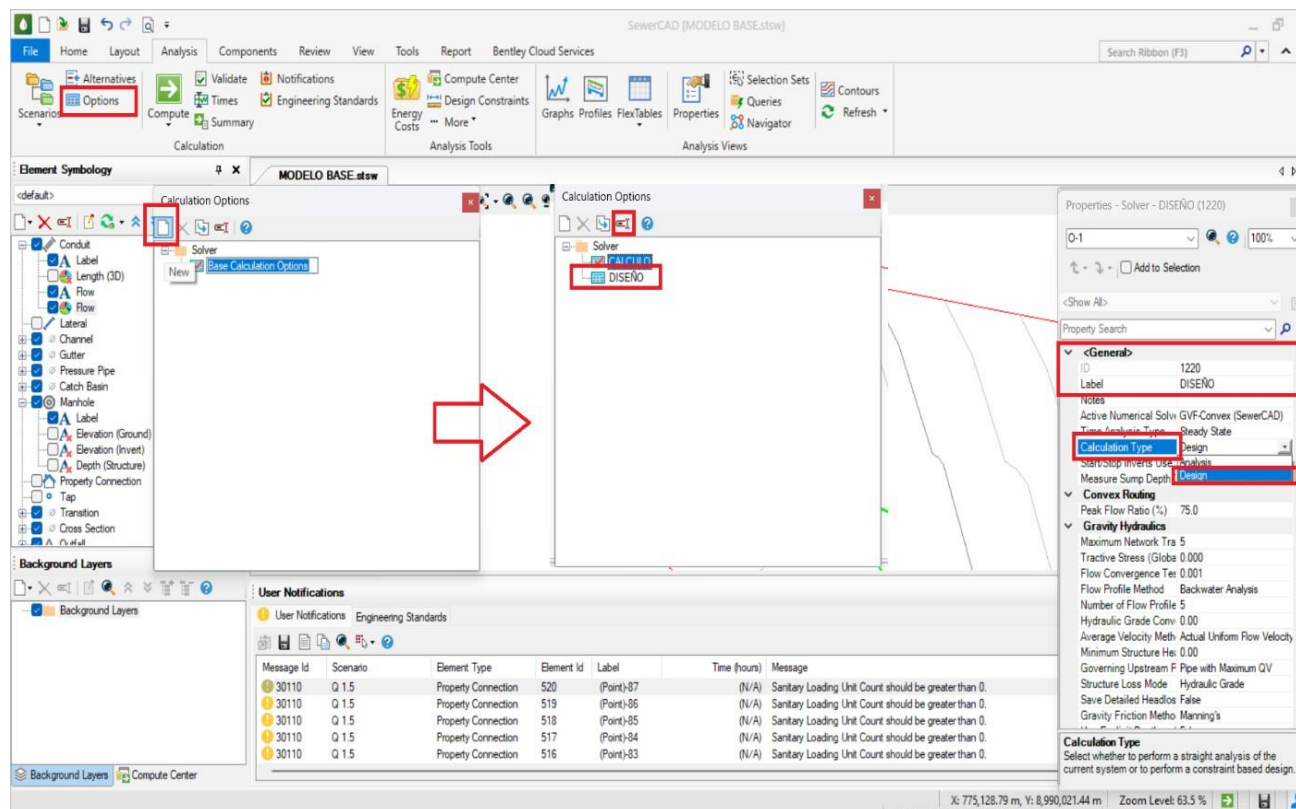 SewerCAD [MODELO BASE.stsw]
File Home Layout Analysis Components Review View Tools Report Bentley Cloud Services
Search Ribbon (F3)
Scenarios
Alternatives
Options
Calculation
Compute
Validate
Times
Summary
Notifications
Engineering Standards
Energy Costs
Compute Center
Design Constraints
More
Analysis Tools
Graphs Profiles FlexTables Properties
Selection Sets
Queries
Navigator
Contours
Refresh
Analysis Views
Element Symbology
<default>
Conduit
Label
Length (3D)
Flow
Flow
Lateral
Channel
Gutter
Pressure Pipe
Catch Basin
Manhole
Label
Elevation (Ground)
Elevation (Invert)
Depth (Structure)
Property Connection
Tap
Transition
Cross Section
Outfall
Background Layers
Background Layers
Background Layers Compute Center
MODELO BASE.stsw
Calculation Options
New
Solver
Base Calculation Options
Calculation Options
Solver
CALCULO
DISEÑO
User Notifications
User Notifications Engineering Standards
Message Id Scenario Element Type Element Id Label Time (hours) Message
30110 Q 1.5 Property Connection 520 (Point)-87 (N/A) Sanitary Loading Unit Count should be greater than 0.
30110 Q 1.5 Property Connection 519 (Point)-86 (N/A) Sanitary Loading Unit Count should be greater than 0.
30110 Q 1.5 Property Connection 518 (Point)-85 (N/A) Sanitary Loading Unit Count should be greater than 0.
30110 Q 1.5 Property Connection 517 (Point)-84 (N/A) Sanitary Loading Unit Count should be greater than 0.
30110 Q 1.5 Property Connection 516 (Point)-83 (N/A) Sanitary Loading Unit Count should be greater than 0.
Properties - Solver - DISEÑO (1220)
O-1
100%
Add to Selection
<Show All>
Property Search
<General>
ID 1220
Label DISEÑO
Notes
Active Numerical Solv GVF-Convex (SewerCAD)
Time Analysis Type Steady State
Calculation Type Design
Start/Stop Inverts Use Analysis
Measure Sump Depth Design
Convex Routing
Peak Flow Ratio (%) 75.0
Gravity Hydraulics
Maximum Network Tra 5
Tractive Stress (Globa 0.000
Flow Convergence Tes 0.001
Flow Profile Method Backwater Analysis
Number of Flow Profile 5
Hydraulic Grade Conv 0.00
Average Velocity Meth Actual Uniform Flow Velocity
Minimum Structure Hea 0.00
Governing Upstream F Pipe with Maximum QV
Structure Loss Mode Hydraulic Grade
Save Detailed Headlos False
Gravity Friction Metho Manning's
Calculation Type
Select whether to perform a straight analysis of the
current system or to perform a constraint based design.
X: 775,128.79 m, Y: 8,990,021.44 m Zoom Level: 63.5 %